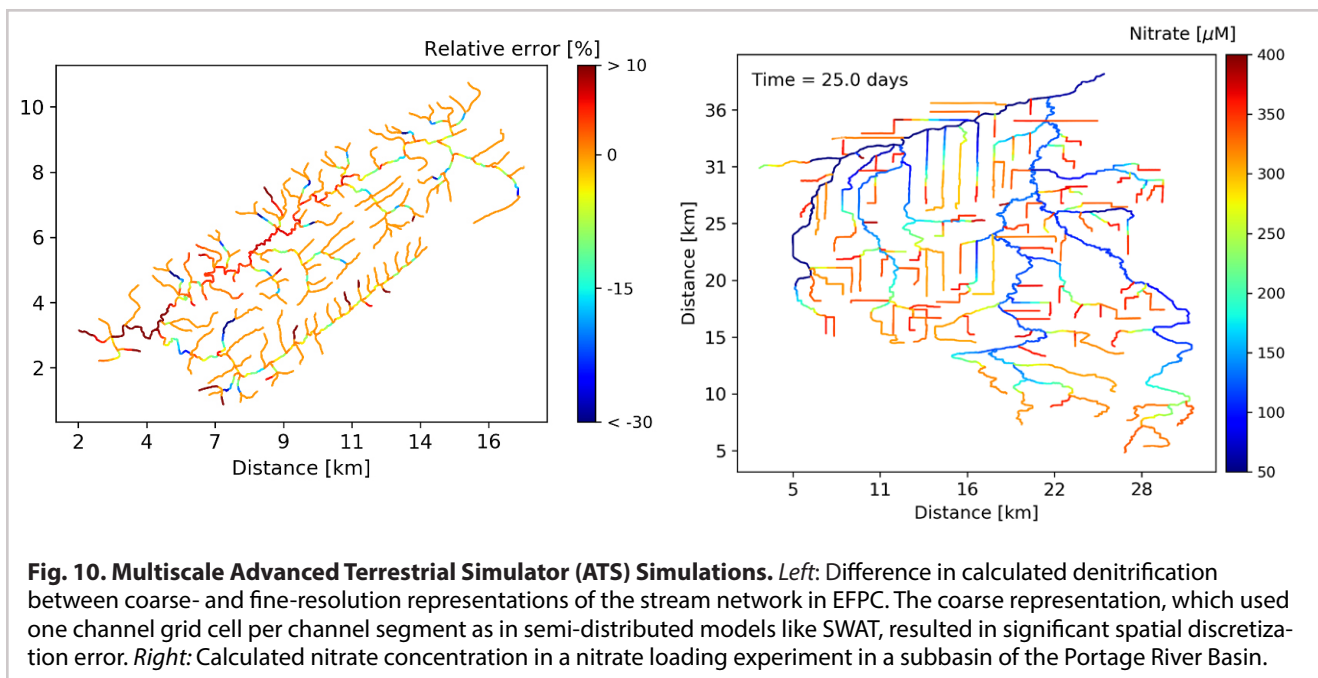 Relative error [%]
> 10
0
-15
< -30
10
8
6
4
2
2 4 7 9 11 14 16
Distance [km]
Nitrate [μM]
Time = 25.0 days
400
350
300
250
200
150
100
50
36
31
25
20
15
10
5
Distance [km]
5 11 16 22 28
Distance [km]
Fig. 10. Multiscale Advanced Terrestrial Simulator (ATS) Simulations. Left: Difference in calculated denitrification
between coarse- and fine-resolution representations of the stream network in EFPC. The coarse representation, which used
one channel grid cell per channel segment as in semi-distributed models like SWAT, resulted in significant spatial discretiza-
tion error. Right: Calculated nitrate concentration in a nitrate loading experiment in a subbasin of the Portage River Basin.